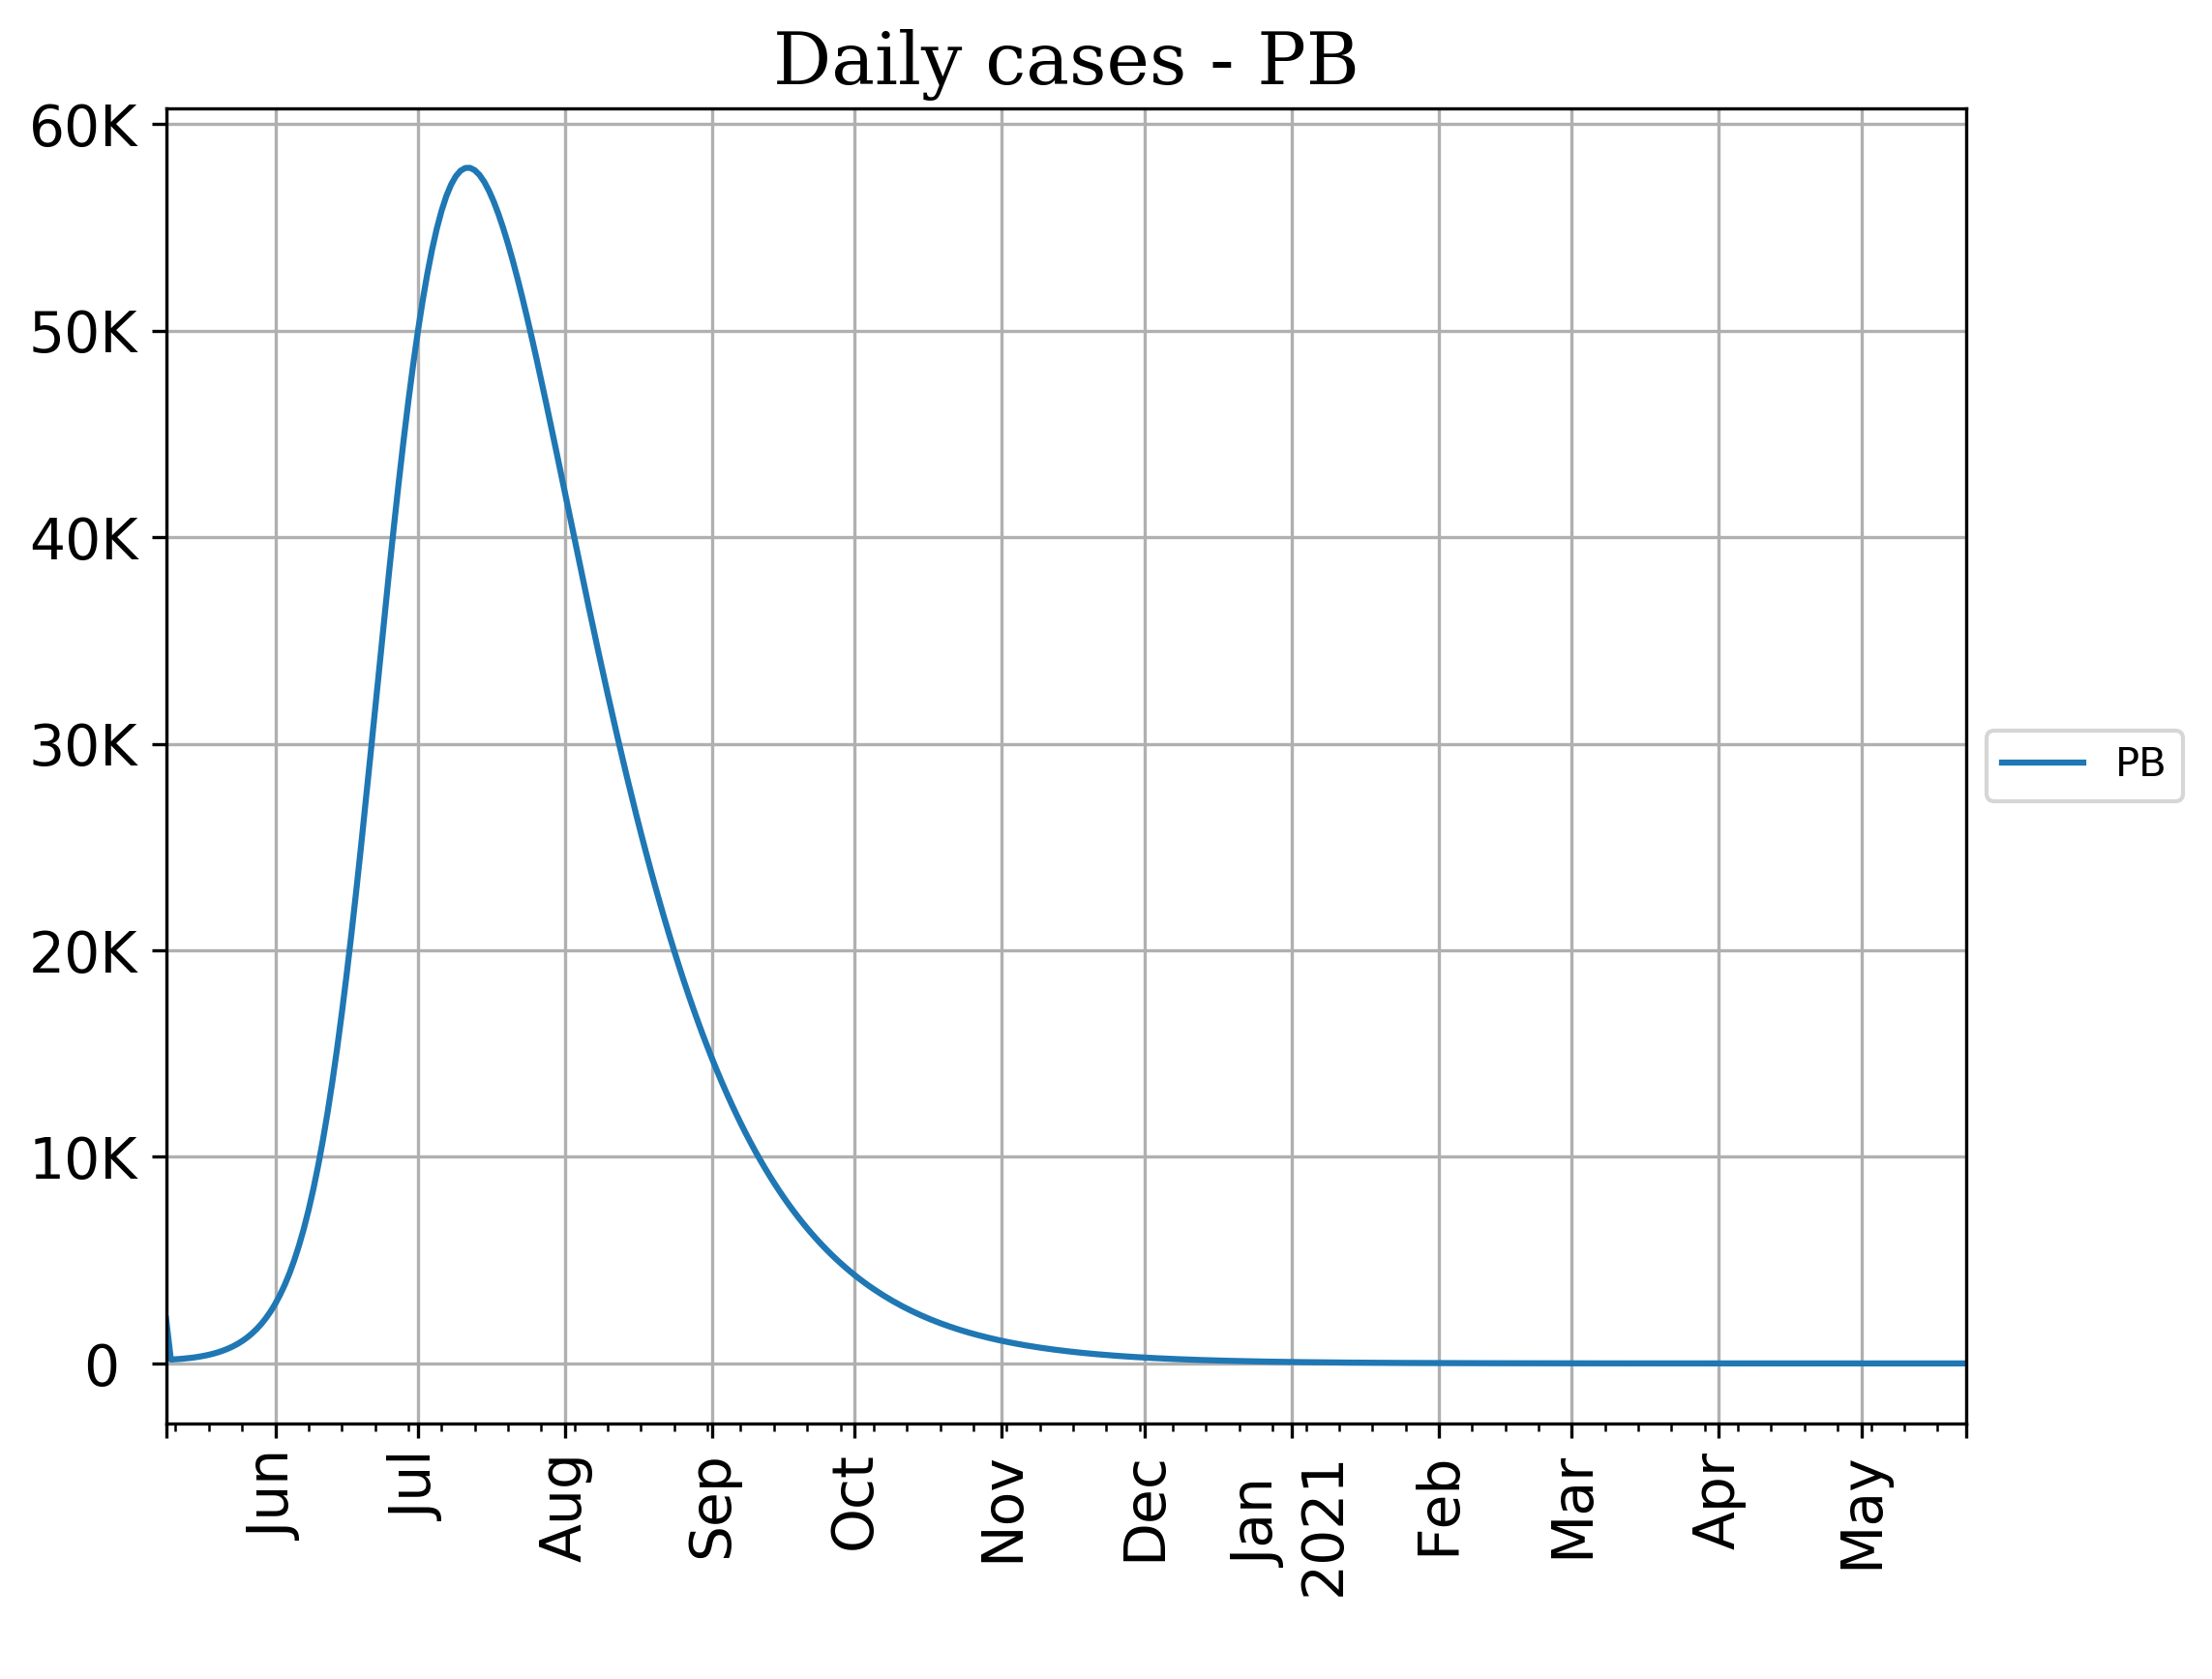 Daily cases - PB
60K
50K
40K
30K
20K
10K
0
PB
Jun
Jul
Aug
Sep
Oct
Nov
Dec
Jan
2021
Feb
Mar
Apr
May